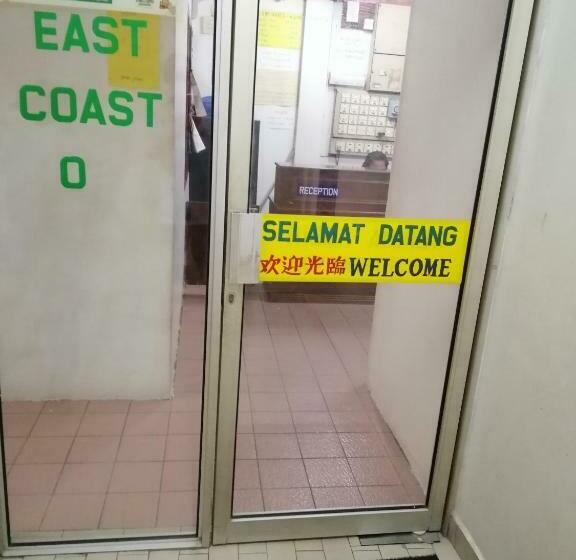 EAST
COAST
O
RECEPTION
SELAMAT DATANG
欢迎光臨 WELCOME